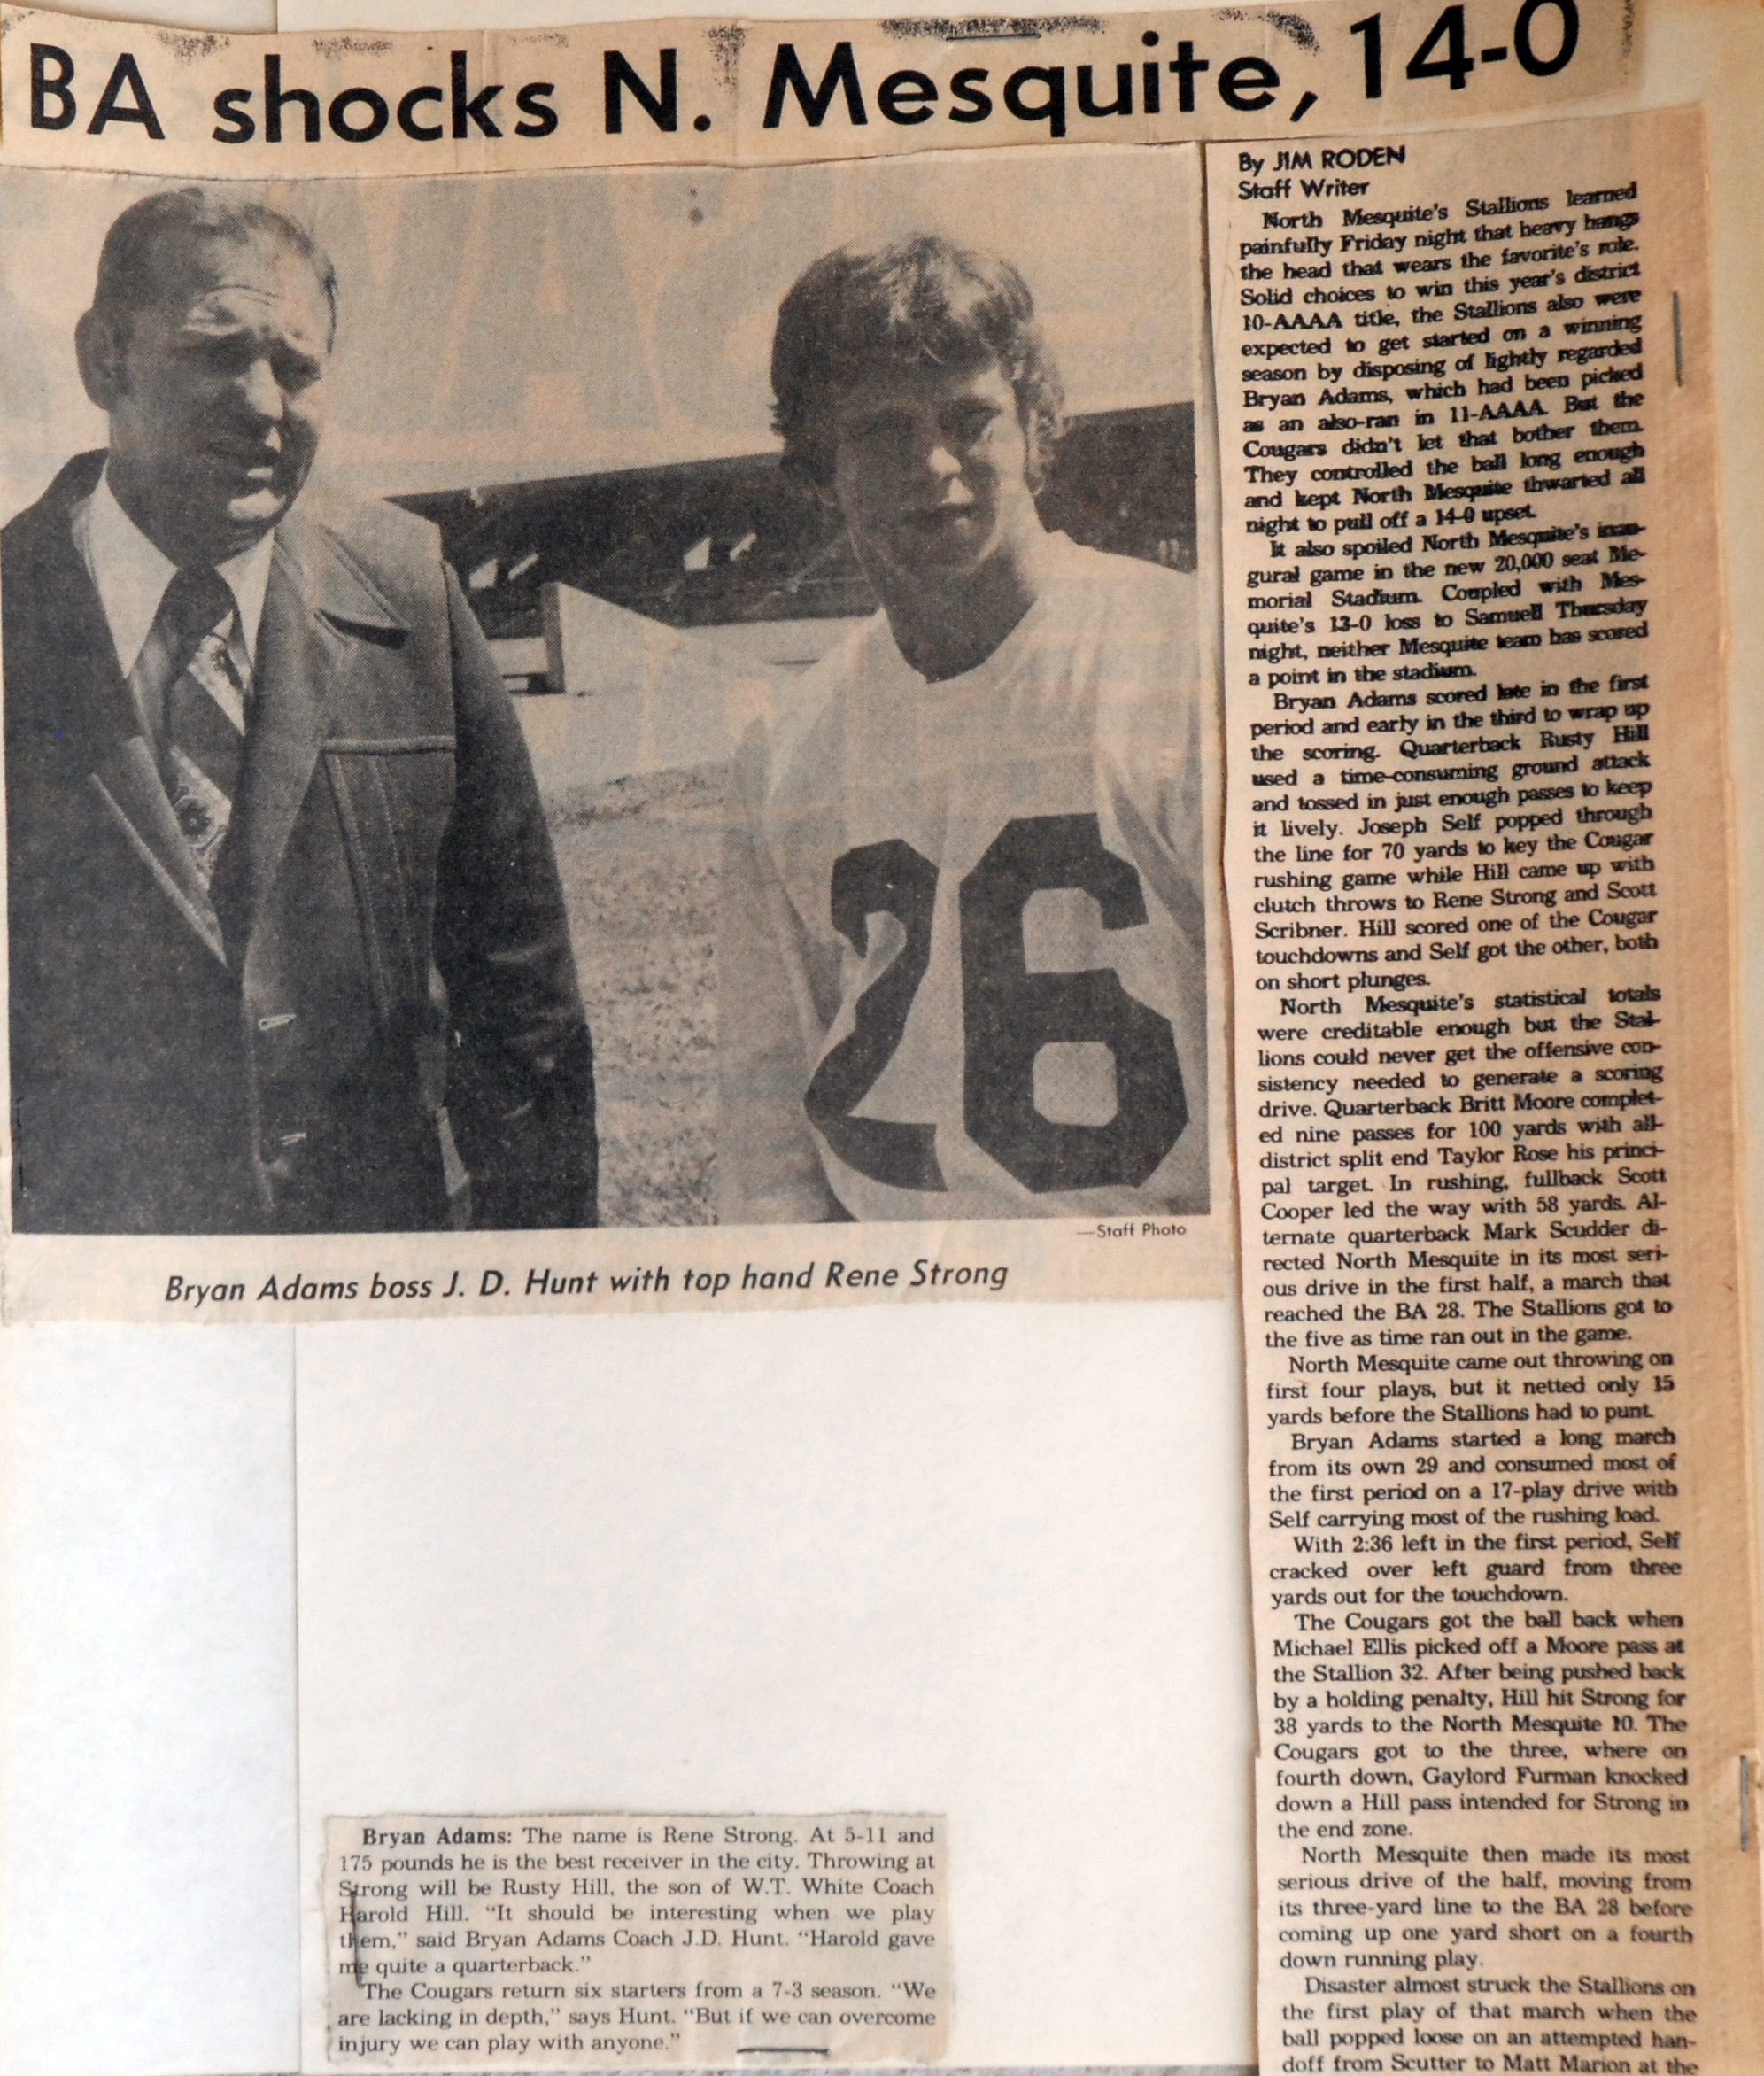 BA shocks N. Mesquite, 14-0
By JIM RODEN
Staff Writer
North Mesquite's Stallions learned
painfully Friday night that heavy hangs
the head that wears the favorite's role.
Solid choices to win this year's district
10-AAAA title, the Stallions also were
expected to get started on a winning
season by disposing of lightly regarded
Bryan Adams, which had been picked
as an also-ran in 11-AAAA. But the
Cougars didn't let that bother them.
They controlled the ball long enough
and kept North Mesquite thwarted all
night to pull off a 14-0 upset.
It also spoiled North Mesquite's inau-
gural game in the new 20,000 seat Me-
morial Stadium. Coupled with Mes-
quite's 13-0 loss to Samuell Thursday
night, neither Mesquite team has scored
a point in the stadium.
Bryan Adams scored late in the first
period and early in the third to wrap up
the scoring. Quarterback Rusty Hill
used a time-consuming ground attack
and tossed in just enough passes to keep
it lively. Joseph Self popped through
the line for 70 yards to key the Cougar
rushing game while Hill came up with
clutch throws to Rene Strong and Scott
Scribner. Hill scored one of the Cougar
touchdowns and Self got the other, both
on short plunges.
North Mesquite's statistical totals
were creditable enough but the Stal-
lions could never get the offensive con-
sistency needed to generate a scoring
drive. Quarterback Britt Moore complet-
ed nine passes for 100 yards with all-
district split end Taylor Rose his princi-
pal target. In rushing, fullback Scott
Cooper led the way with 58 yards. Al-
ternate quarterback Mark Scudder di-
rected North Mesquite in its most seri-
ous drive in the first half, a march that
reached the BA 28. The Stallions got to
the five as time ran out in the game.
North Mesquite came out throwing on
first four plays, but it netted only 15
yards before the Stallions had to punt.
Bryan Adams started a long march
from its own 29 and consumed most of
the first period on a 17-play drive with
Self carrying most of the rushing load.
With 2:36 left in the first period, Self
cracked over left guard from three
yards out for the touchdown.
The Cougars got the ball back when
Michael Ellis picked off a Moore pass at
the Stallion 32. After being pushed back
by a holding penalty, Hill hit Strong for
38 yards to the North Mesquite 10. The
Cougars got to the three, where on
fourth down, Gaylord Furman knocked
down a Hill pass intended for Strong in
the end zone.
North Mesquite then made its most
serious drive of the half, moving from
its three-yard line to the BA 28 before
coming up one yard short on a fourth
down running play.
Disaster almost struck the Stallions on
the first play of that march when the
ball popped loose on an attempted han-
doff from Scutter to Matt Marion at the
26
—Staff Photo
Bryan Adams boss J. D. Hunt with top hand Rene Strong
Bryan Adams: The name is Rene Strong. At 5-11 and
175 pounds he is the best receiver in the city. Throwing at
Strong will be Rusty Hill, the son of W.T. White Coach
Harold Hill. "It should be interesting when we play
them," said Bryan Adams Coach J.D. Hunt. "Harold gave
me quite a quarterback."
The Cougars return six starters from a 7-3 season. "We
are lacking in depth," says Hunt. "But if we can overcome
injury we can play with anyone."